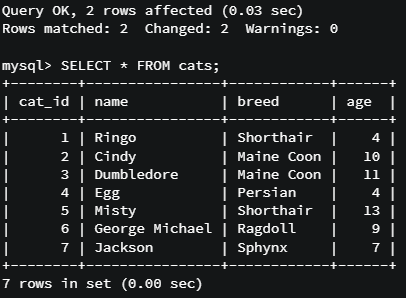 Query OK, 2 rows affected (0.03 sec)
Rows matched: 2  Changed: 2  Warnings: 0
mysql> SELECT * FROM cats;
+--------+----------------+------------+------+
| cat_id | name           | breed      | age  |
+--------+----------------+------------+------+
|      1 | Ringo          | Shorthair  |    4 |
|      2 | Cindy          | Maine Coon |   10 |
|      3 | Dumbledore     | Maine Coon |   11 |
|      4 | Egg            | Persian    |    4 |
|      5 | Misty          | Shorthair  |   13 |
|      6 | George Michael | Ragdoll    |    9 |
|      7 | Jackson        | Sphynx     |    7 |
+--------+----------------+------------+------+
7 rows in set (0.00 sec)